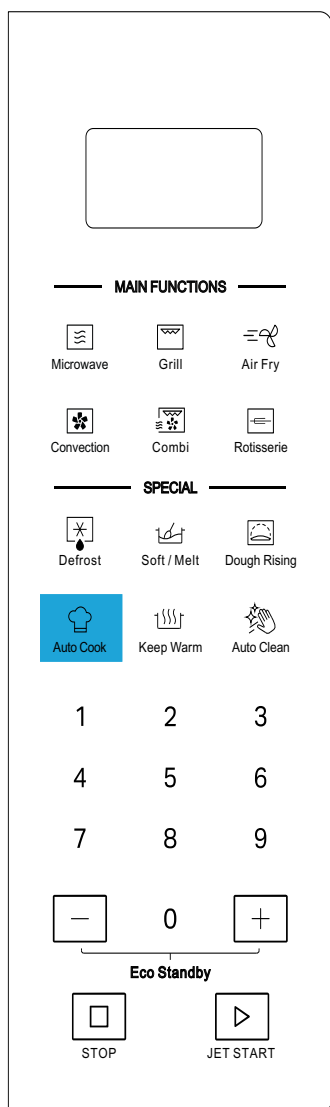 MAIN FUNCTIONS
Microwave Grill Air Fry
Convection Combi Rotisserie
SPECIAL
Defrost Soft / Melt Dough Rising
Auto Cook Keep Warm Auto Clean
1 2 3
4 5 6
7 8 9
− 0 +
Eco Standby
STOP JET START